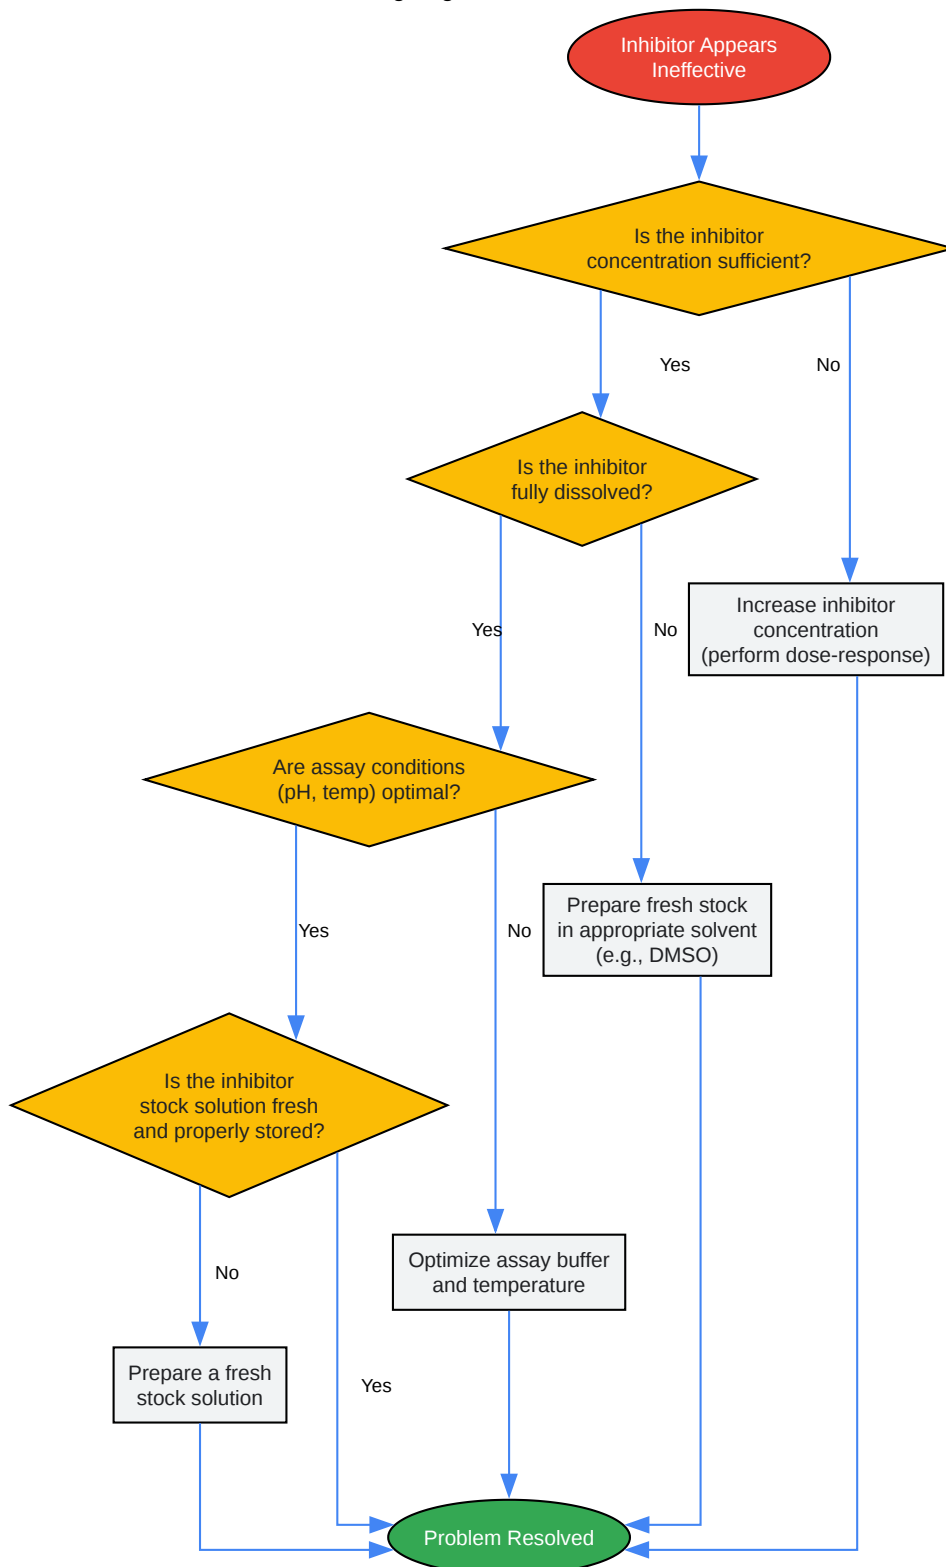 Inhibitor Appears
Ineffective
Is the inhibitor
concentration sufficient?
Yes
No
Is the inhibitor
fully dissolved?
Increase inhibitor
concentration
(perform dose-response)
Yes
No
Are assay conditions
(pH, temp) optimal?
Prepare fresh stock
in appropriate solvent
(e.g., DMSO)
Yes
No
Is the inhibitor
stock solution fresh
and properly stored?
Optimize assay buffer
and temperature
No
Prepare a fresh
stock solution
Yes
Problem Resolved